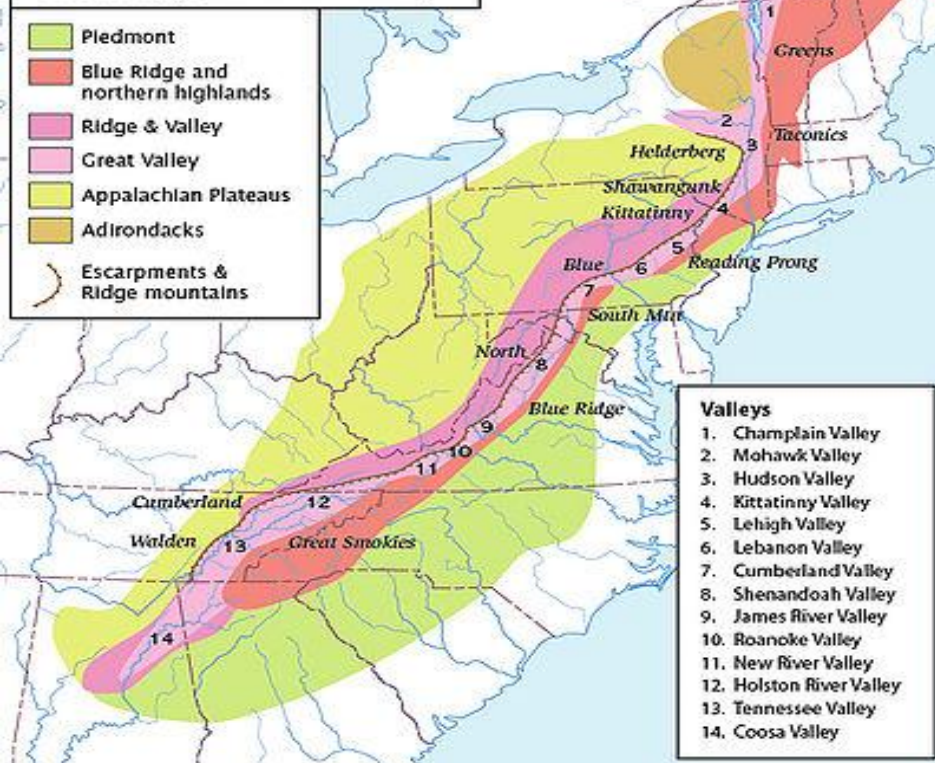 Piedmont
Blue Ridge and
northern highlands
Ridge & Valley
Great Valley
Appalachian Plateaus
Adirondacks
Escarpments &
Ridge mountains
1
Greens
2
Taconics
3
Helderberg
Shawangunk
4
Kittatinny
5
Reading Prong
Blue
6
7
South Mtn
North
8
Blue Ridge
9
10
11
Cumberland
12
Walden
13
Great Smokies
14
Valleys
1. Champlain Valley
2. Mohawk Valley
3. Hudson Valley
4. Kittatinny Valley
5. Lehigh Valley
6. Lebanon Valley
7. Cumberland Valley
8. Shenandoah Valley
9. James River Valley
10. Roanoke Valley
11. New River Valley
12. Holston River Valley
13. Tennessee Valley
14. Coosa Valley